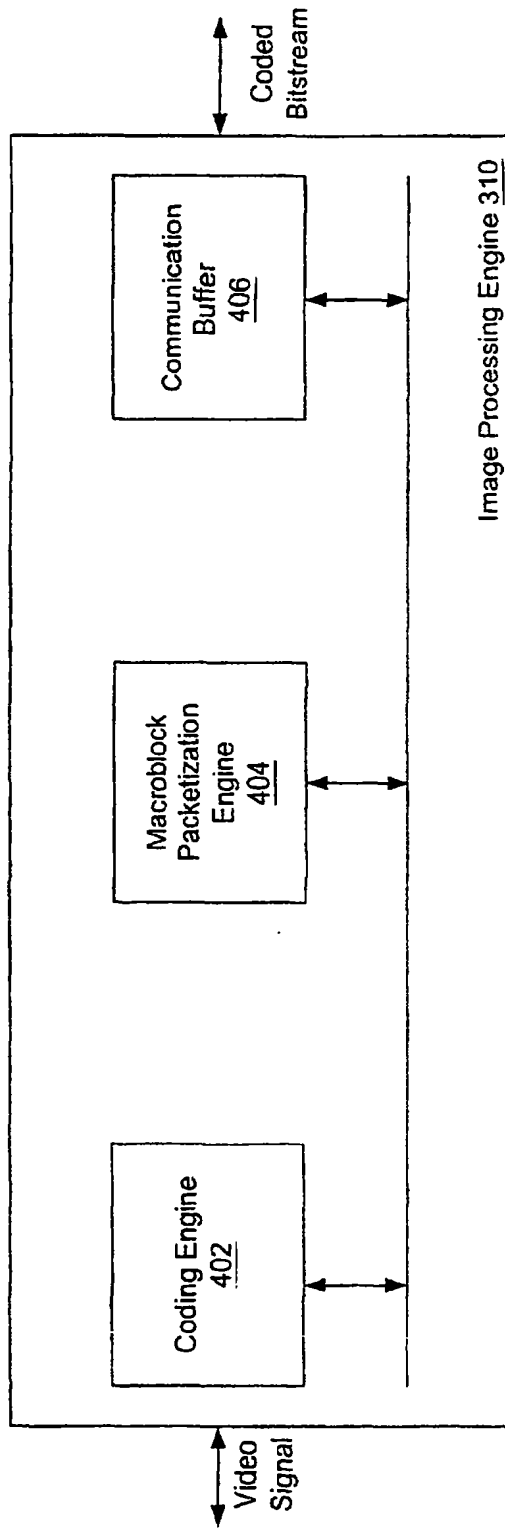 Video
Signal
Coding Engine
402
Macroblock
Packetization
Engine
404
Communication
Buffer
406
Coded
Bitstream
Image Processing Engine 310